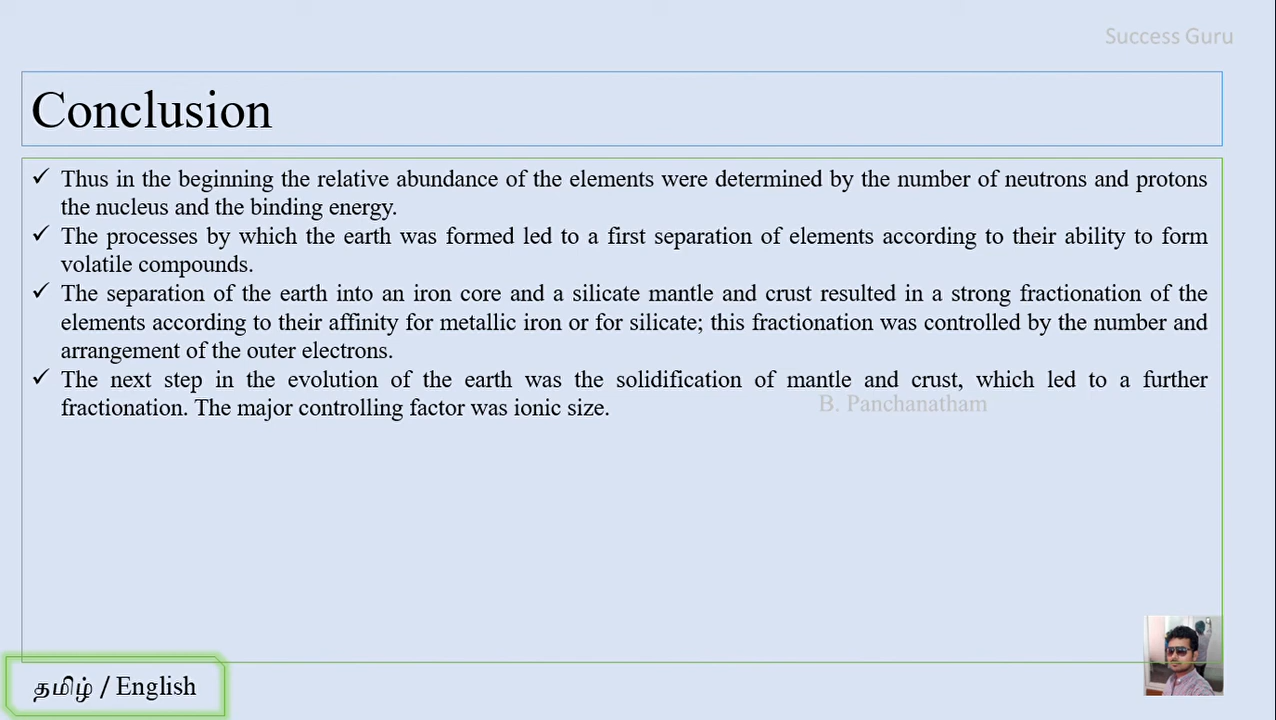 Success Guru
Conclusion
✓ Thus in the beginning the relative abundance of the elements were determined by the number of neutrons and protons
the nucleus and the binding energy.
✓ The processes by which the earth was formed led to a first separation of elements according to their ability to form
volatile compounds.
✓ The separation of the earth into an iron core and a silicate mantle and crust resulted in a strong fractionation of the
elements according to their affinity for metallic iron or for silicate; this fractionation was controlled by the number and
arrangement of the outer electrons.
✓ The next step in the evolution of the earth was the solidification of mantle and crust, which led to a further
fractionation. The major controlling factor was ionic size.
B. Panchanatham
தமிழ் / English